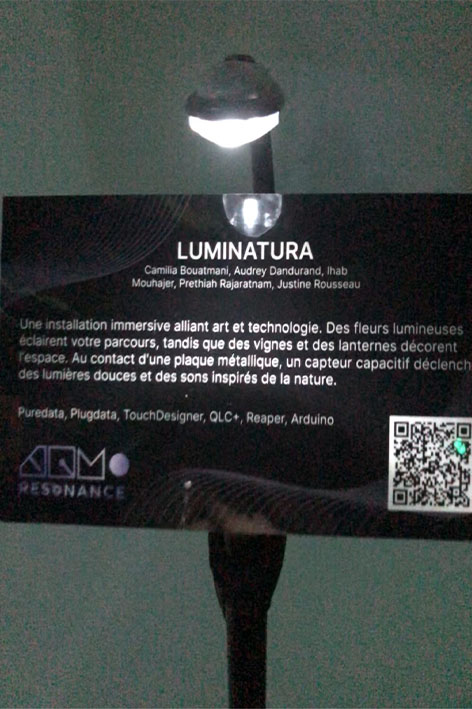 LUMINATURA
Camilia Bouatmani, Audrey Dandurand, Ihab
Mouhajer, Prethiah Rajaratnam, Justine Rousseau
Une installation immersive alliant art et technologie. Des fleurs lumineuses
éclairent votre parcours, tandis que des vignes et des lanternes décorent
l'espace. Au contact d'une plaque métallique, un capteur capacitif déclench
des lumières douces et des sons inspirés de la nature.
Puredata, Plugdata, TouchDesigner, QLC+, Reaper, Arduino
RESONANCE